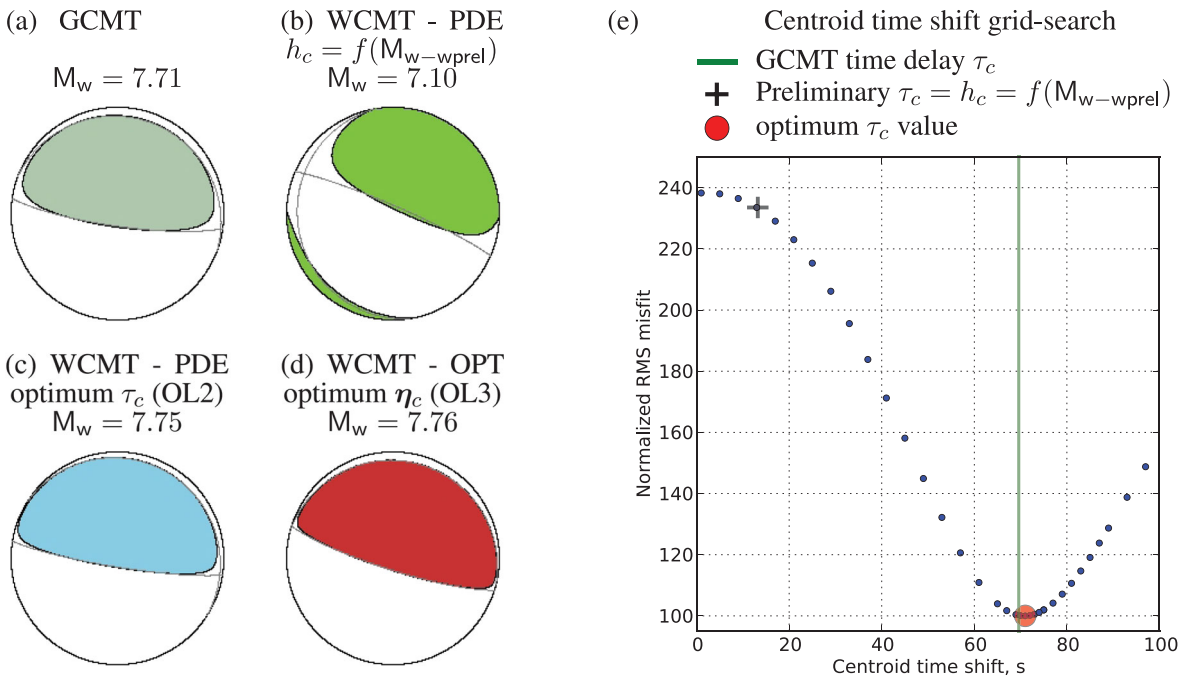 (a) GCMT
M_w = 7.71
(b) WCMT - PDE
h_c = f(M_{w−wprel})
M_w = 7.10
(c) WCMT - PDE
optimum τ_c (OL2)
M_w = 7.75
(d) WCMT - OPT
optimum η_c (OL3)
M_w = 7.76
(e) Centroid time shift grid-search
GCMT time delay τ_c
Preliminary τ_c = h_c = f(M_{w−wprel})
optimum τ_c value
Normalized RMS misfit
240
220
200
180
160
140
120
100
0 20 40 60 80 100
Centroid time shift, s